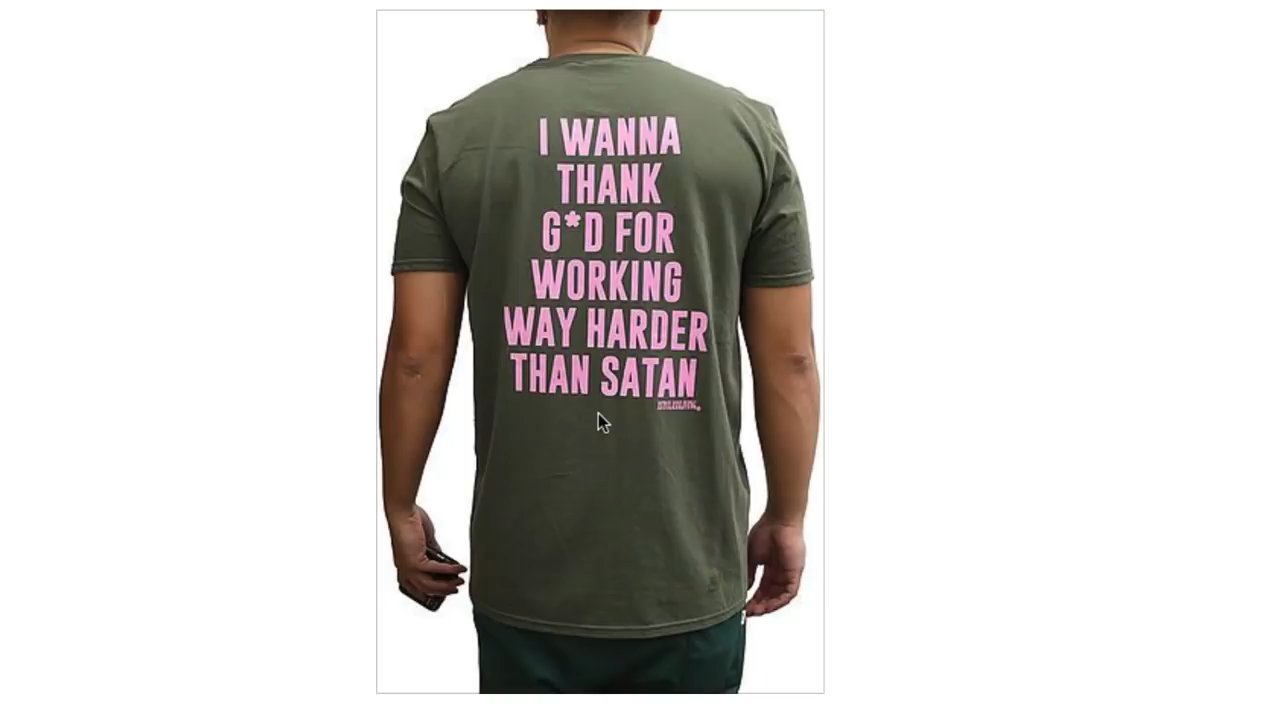 I WANNA
THANK
G*D FOR
WORKING
WAY HARDER
THAN SATAN